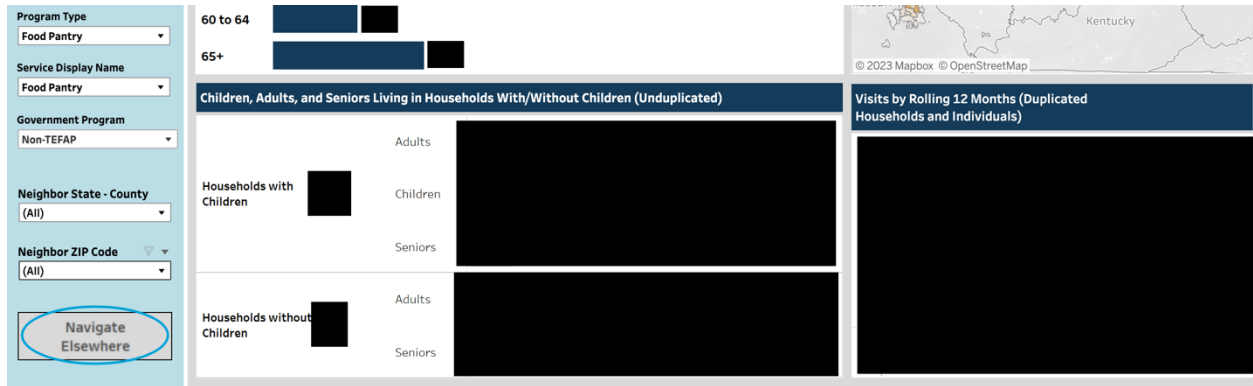 Program Type
Food Pantry
Service Display Name
Food Pantry
Government Program
Non-TEFAP
Neighbor State - County
(All)
Neighbor ZIP Code
(All)
Navigate
Elsewhere
60 to 64
65+
Kentucky
© 2023 Mapbox © OpenStreetMap
Children, Adults, and Seniors Living in Households With/Without Children (Unduplicated)
Households with
Children
Adults
Children
Seniors
Households without
Children
Adults
Seniors
Visits by Rolling 12 Months (Duplicated
Households and Individuals)